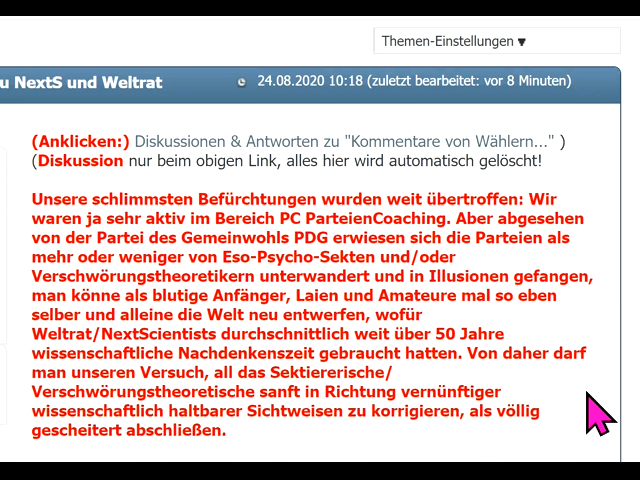 Themen-Einstellungen
u NextS und Weltrat
24.08.2020 10:18 (zuletzt bearbeitet: vor 8 Minuten)
(Anklicken:) Diskussionen & Antworten zu "Kommentare von Wählern..." )
(Diskussion nur beim obigen Link, alles hier wird automatisch gelöscht!
Unsere schlimmsten Befürchtungen wurden weit übertroffen: Wir
waren ja sehr aktiv im Bereich PC ParteienCoaching. Aber abgesehen
von der Partei des Gemeinwohls PDG erwiesen sich die Parteien als
mehr oder weniger von Eso-Psycho-Sekten und/oder
Verschwörungstheoretikern unterwandert und in Illusionen gefangen,
man könne als blutige Anfänger, Laien und Amateure mal so eben
selber und alleine die Welt neu entwerfen, wofür
Weltrat/NextScientists durchschnittlich weit über 50 Jahre
wissenschaftliche Nachdenkenszeit gebraucht hatten. Von daher darf
man unseren Versuch, all das Sektiererische/
Verschwörungstheoretische sanft in Richtung vernünftiger
wissenschaftlich haltbarer Sichtweisen zu korrigieren, als völlig
gescheitert abschließen.